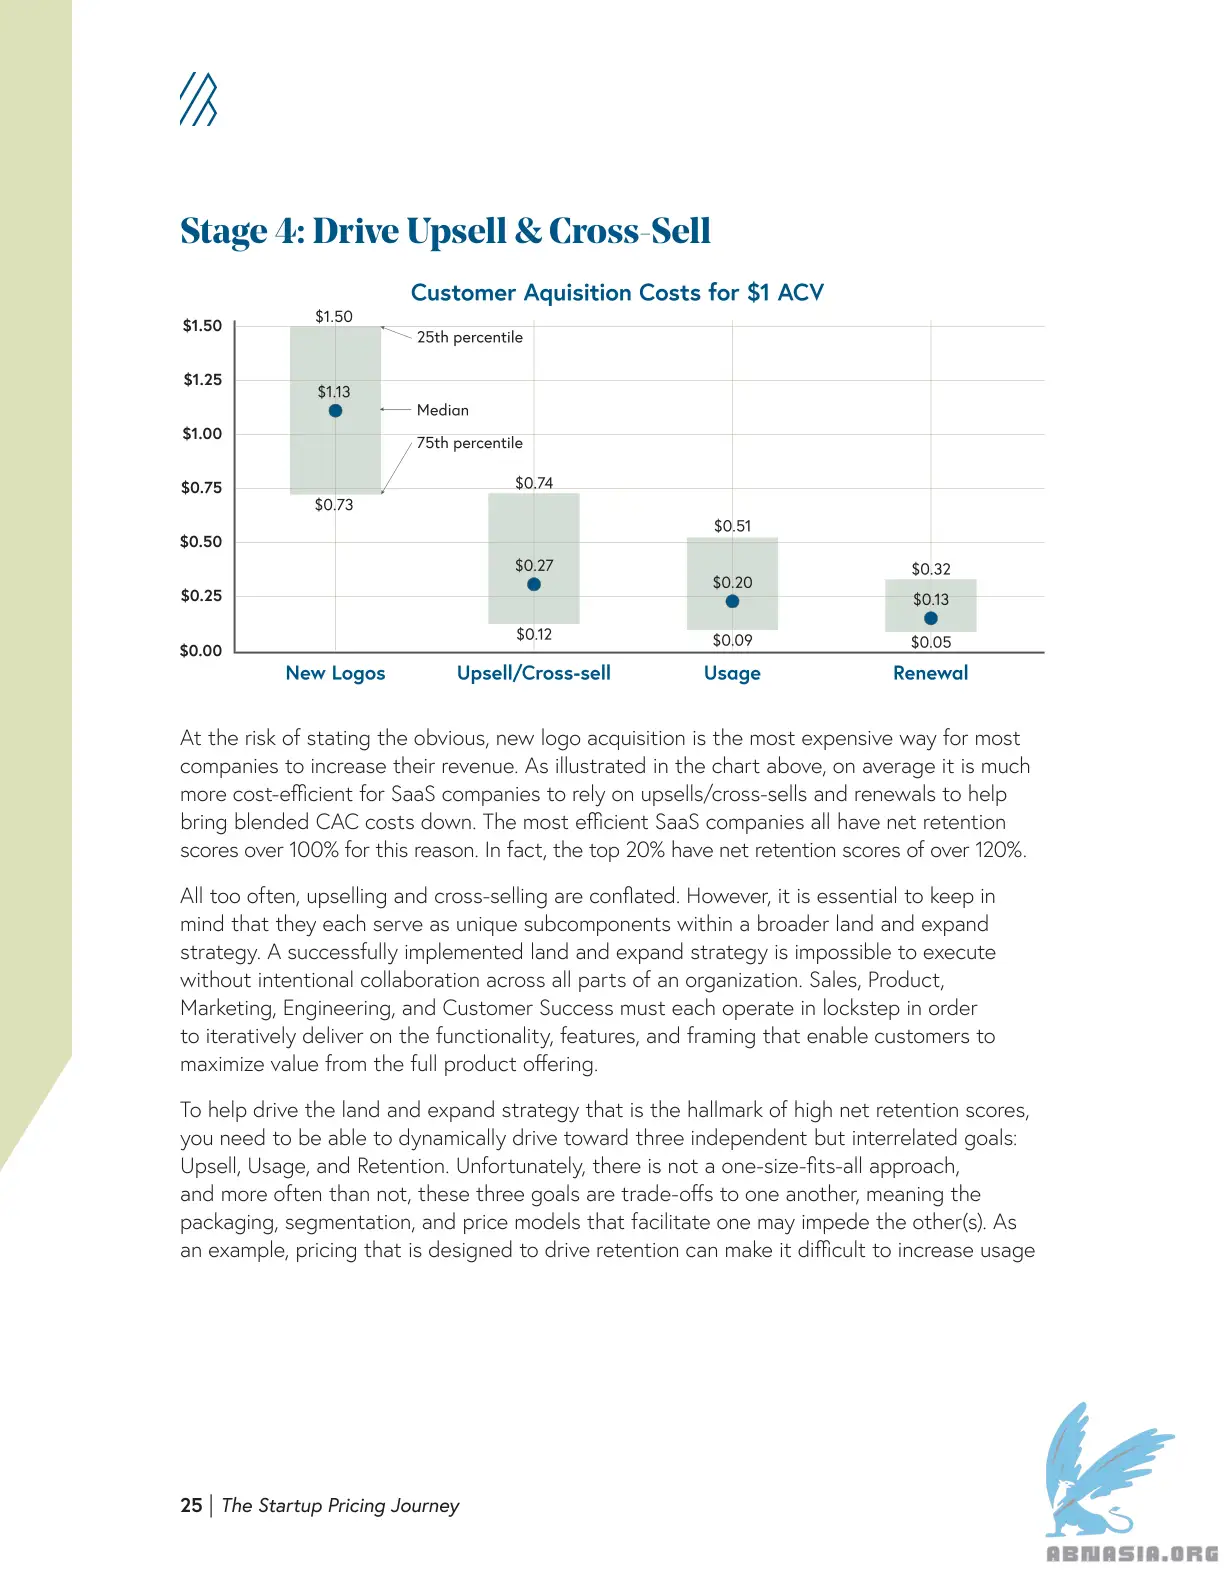 Stage 4: Drive Upsell & Cross-Sell
Customer Aquisition Costs for $1 ACV
$1.50
$1.25
$1.00
$0.75
$0.50
$0.25
$0.00
$1.50
25th percentile
$1.13
Median
75th percentile
$0.73
$0.74
$0.27
$0.12
$0.51
$0.20
$0.09
$0.32
$0.13
$0.05
New Logos
Upsell/Cross-sell
Usage
Renewal
At the risk of stating the obvious, new logo acquisition is the most expensive way for most
companies to increase their revenue. As illustrated in the chart above, on average it is much
more cost-efficient for SaaS companies to rely on upsells/cross-sells and renewals to help
bring blended CAC costs down. The most efficient SaaS companies all have net retention
scores over 100% for this reason. In fact, the top 20% have net retention scores of over 120%.
All too often, upselling and cross-selling are conflated. However, it is essential to keep in
mind that they each serve as unique subcomponents within a broader land and expand
strategy. A successfully implemented land and expand strategy is impossible to execute
without intentional collaboration across all parts of an organization. Sales, Product,
Marketing, Engineering, and Customer Success must each operate in lockstep in order
to iteratively deliver on the functionality, features, and framing that enable customers to
maximize value from the full product offering.
To help drive the land and expand strategy that is the hallmark of high net retention scores,
you need to be able to dynamically drive toward three independent but interrelated goals:
Upsell, Usage, and Retention. Unfortunately, there is not a one-size-fits-all approach,
and more often than not, these three goals are trade-offs to one another, meaning the
packaging, segmentation, and price models that facilitate one may impede the other(s). As
an example, pricing that is designed to drive retention can make it difficult to increase usage
25 | The Startup Pricing Journey
ABNASIA.ORG